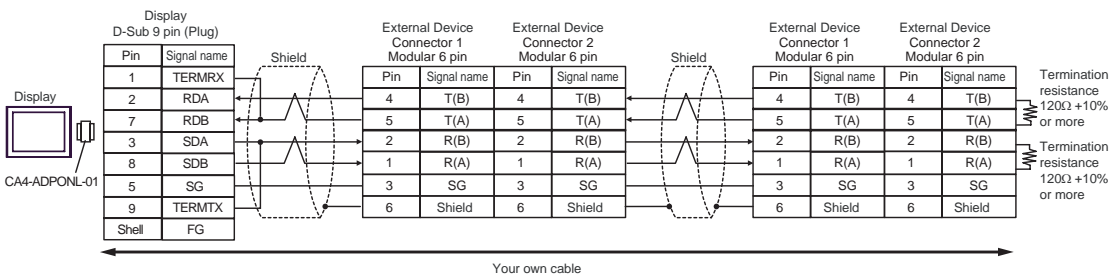 Display
D-Sub 9 pin (Plug)
Pin Signal name
1 TERMRX
2 RDA
7 RDB
3 SDA
8 SDB
5 SG
9 TERMTX
Shell FG
Display
CA4-ADPONL-01
Shield
External Device
Connector 1
Modular 6 pin
Pin Signal name
4 T(B)
5 T(A)
2 R(B)
1 R(A)
3 SG
6 Shield
External Device
Connector 2
Modular 6 pin
Pin Signal name
4 T(B)
5 T(A)
2 R(B)
1 R(A)
3 SG
6 Shield
Shield
External Device
Connector 1
Modular 6 pin
Pin Signal name
4 T(B)
5 T(A)
2 R(B)
1 R(A)
3 SG
6 Shield
External Device
Connector 2
Modular 6 pin
Pin Signal name
4 T(B)
5 T(A)
2 R(B)
1 R(A)
3 SG
6 Shield
Termination
resistance
120Ω +10%
or more
Termination
resistance
120Ω +10%
or more
Your own cable